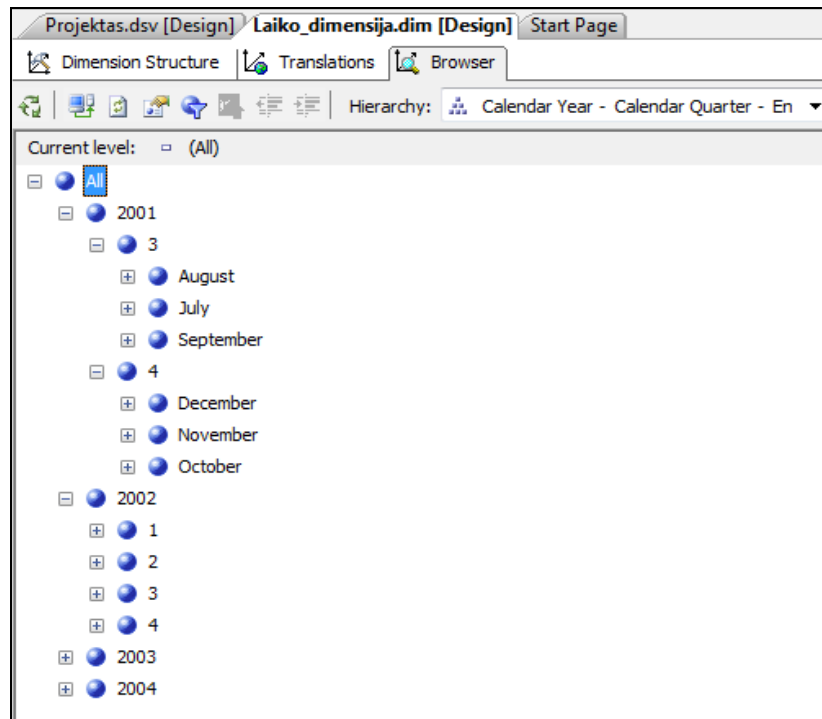 Projektas.dsv [Design] Laiko_dimensija.dim [Design] Start Page
Dimension Structure Translations Browser
Hierarchy: Calendar Year - Calendar Quarter - En
Current level: (All)
All
2001
3
August
July
September
4
December
November
October
2002
1
2
3
4
2003
2004